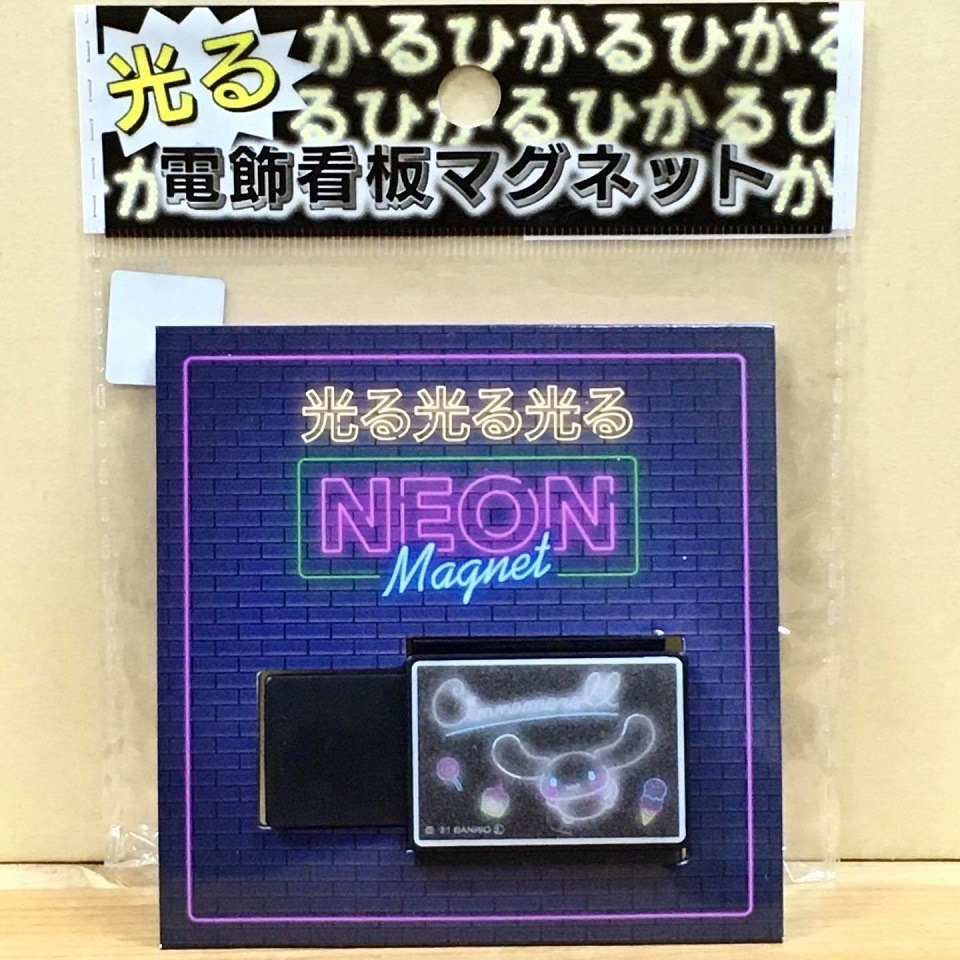 光る
かるひかるひかる
るひかるひかるひ
か電飾看板マグネットか
光る光る光る
NEON
Magnet
Cinnamoroll
© '21 SANRIO Ⓛ